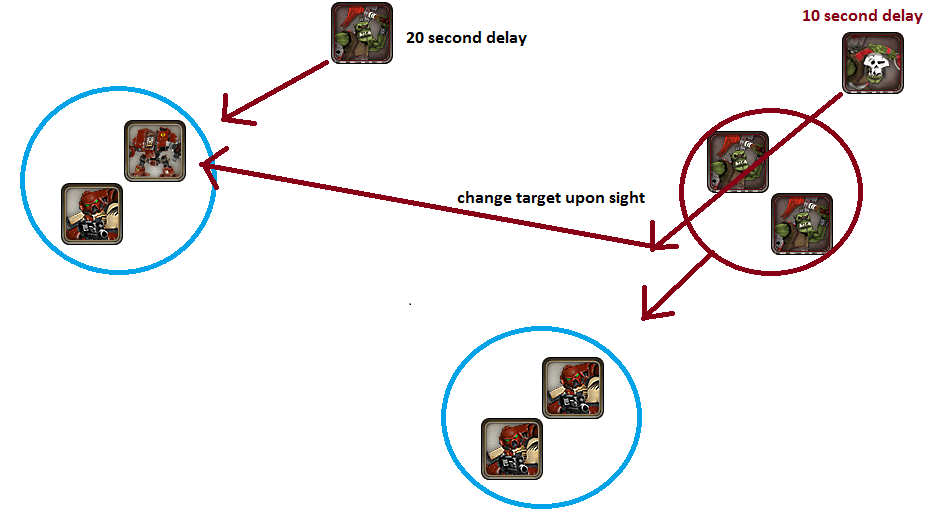 10 second delay
20 second delay
change target upon sight